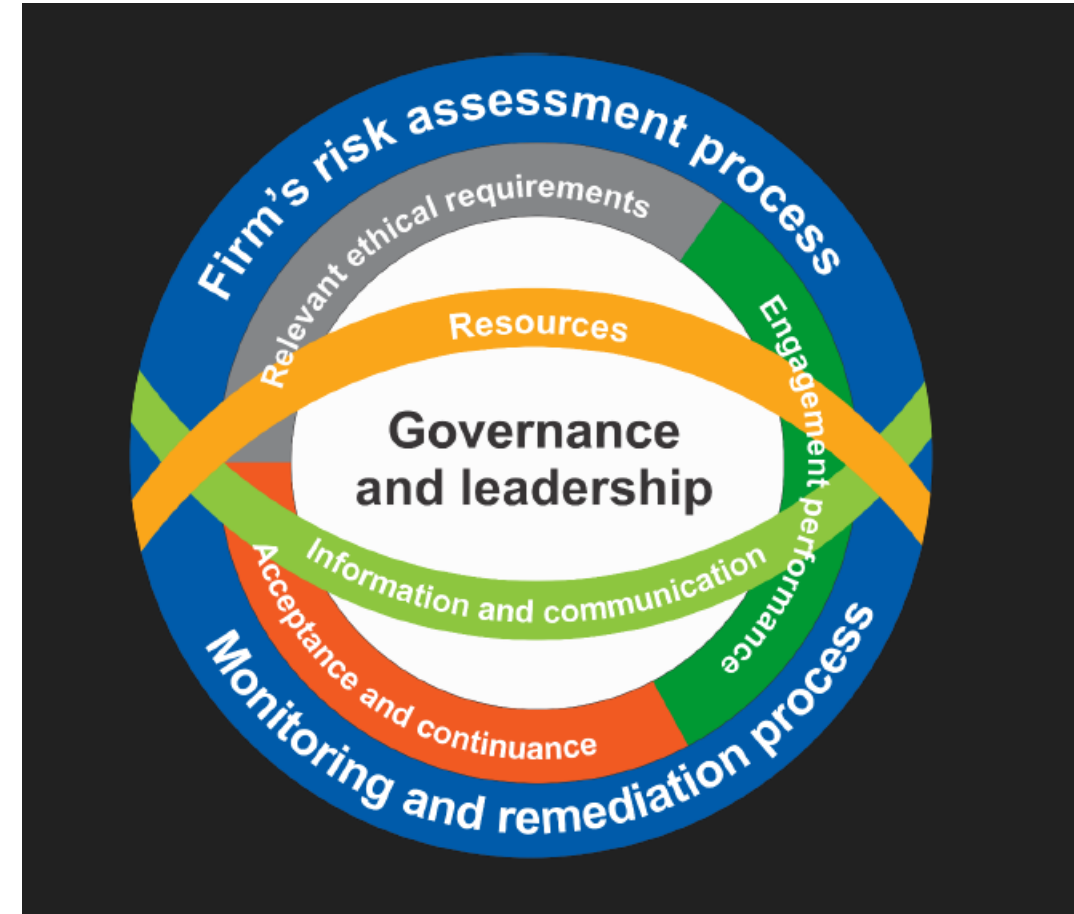 Firm's risk assessment process
Relevant ethical requirements
Engagement performance
Resources
Governance
and leadership
Information and communication
Acceptance and continuance
Monitoring and remediation process